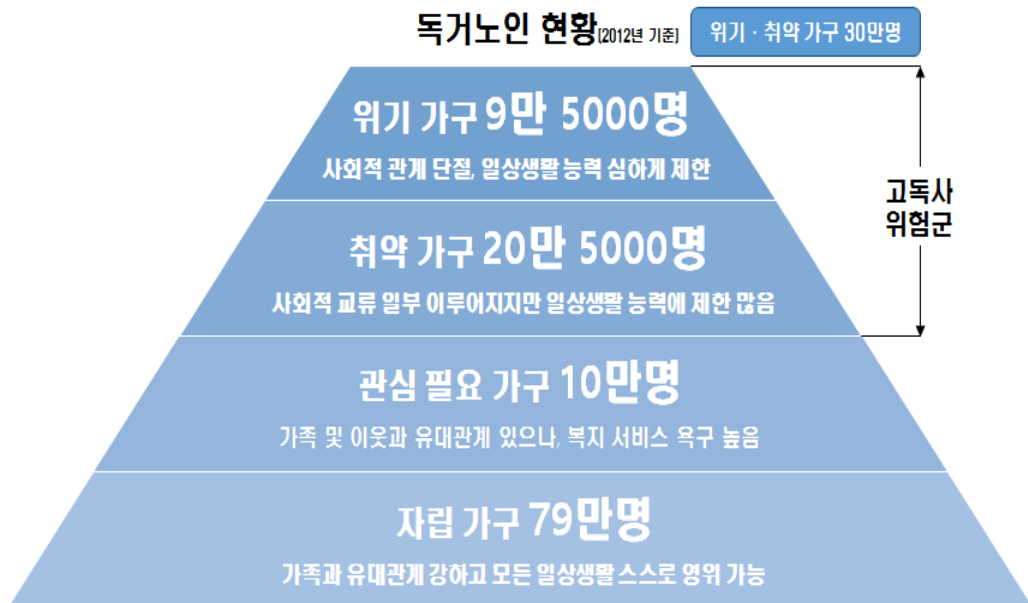 독거노인 현황(2012년 기준)
위기 · 취약 가구 30만명
위기 가구 9만 5000명
사회적 관계 단절, 일상생활 능력 심하게 제한
고독사
위험군
취약 가구 20만 5000명
사회적 교류 일부 이루어지지만 일상생활 능력에 제한 많음
관심 필요 가구 10만명
가족 및 이웃과 유대관계 있으나, 복지 서비스 욕구 높음
자립 가구 79만명
가족과 유대관계 강하고 모든 일상생활 스스로 영위 가능